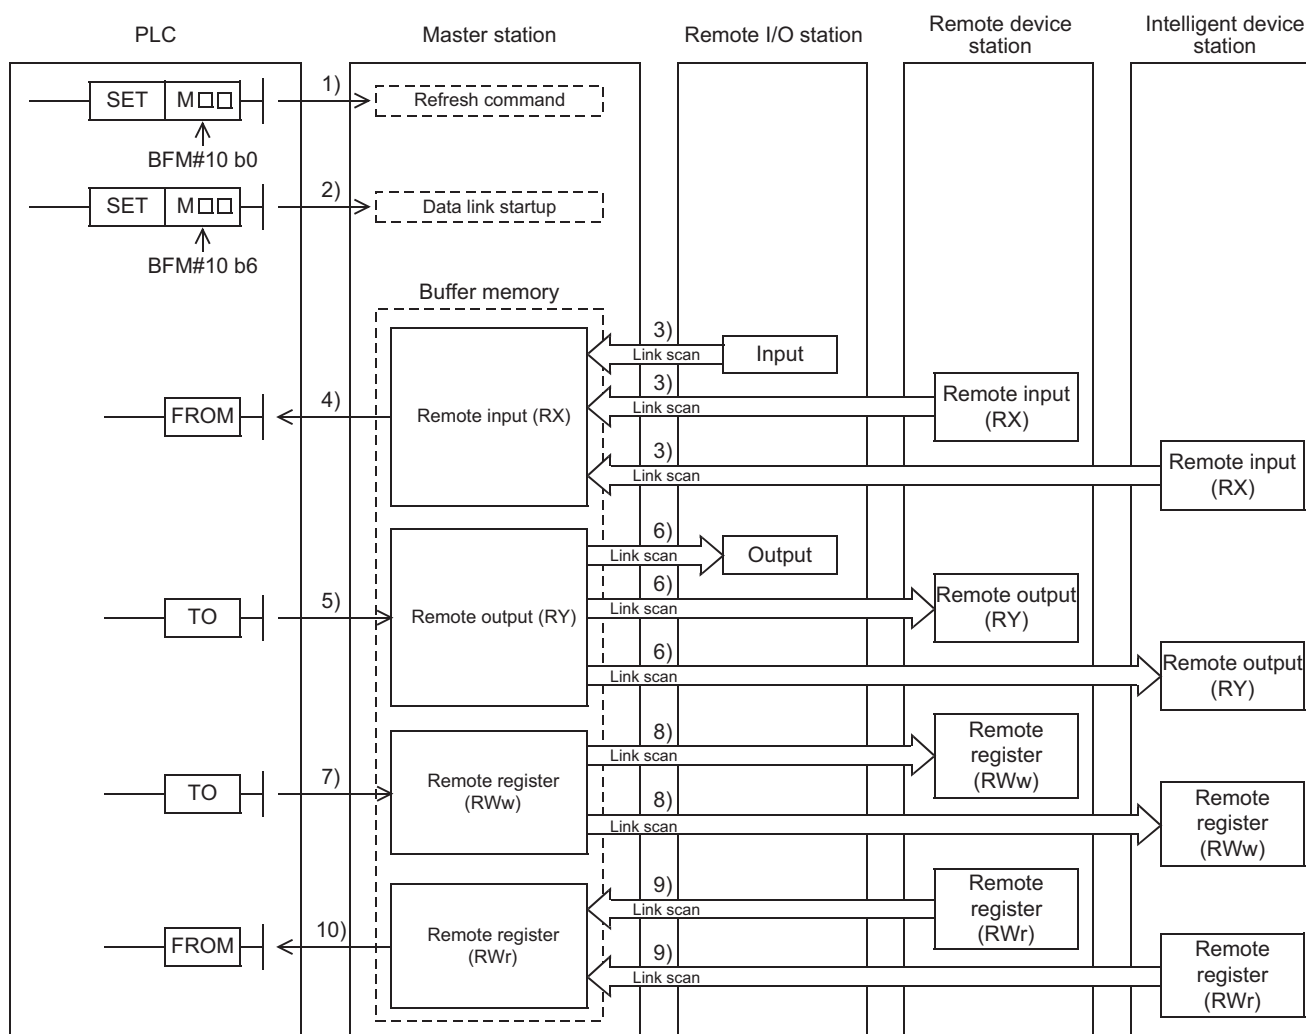 PLC
Master station
Remote I/O station
Remote device
station
Intelligent device
station
SET M□□
1)
Refresh command
BFM#10 b0
SET M□□
2)
Data link startup
BFM#10 b6
Buffer memory
3)
Link scan
Input
3)
Link scan
Remote input
(RX)
FROM
4)
Remote input (RX)
3)
Link scan
Remote input
(RX)
6)
Link scan
Output
6)
Link scan
Remote output
(RY)
TO
5)
Remote output (RY)
6)
Link scan
Remote output
(RY)
8)
Link scan
Remote
register
(RWw)
TO
7)
Remote register
(RWw)
8)
Link scan
Remote
register
(RWw)
9)
Link scan
Remote
register
(RWr)
FROM
10)
Remote register
(RWr)
9)
Link scan
Remote
register
(RWr)